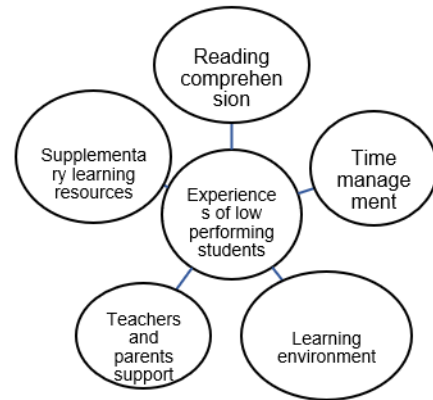 Reading
comprehen
sion
Supplementa
ry learning
resources
Time
manage
ment
Experience
s of low
performing
students
Teachers
and
parents
support
Learning
environment